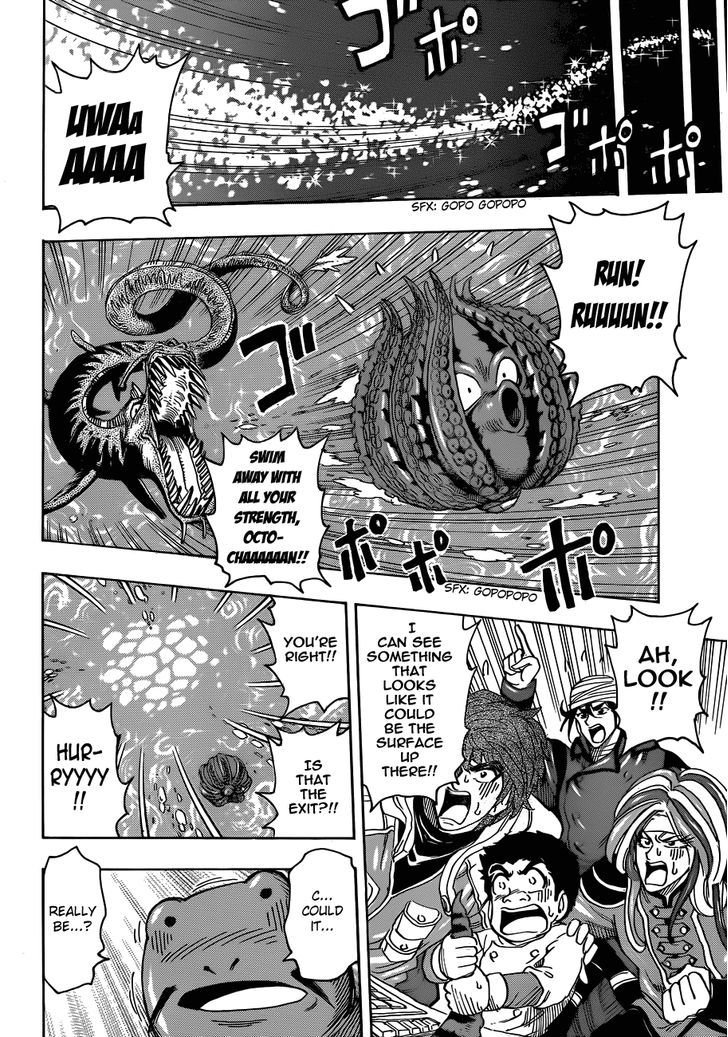 ゴ ポ
UWAA
AAAA
ゴ ポ ポ
SFX: GOPO GOPOPO
RUN!
RUUUUN!!
ゴ
SWIM
AWAY WITH
ALL YOUR
STRENGTH,
OCTO-
CHAAAAAAN!!
ポ ポ ポ
SFX: GOPOPOPO
AH,
LOOK
!!
I
CAN SEE
SOMETHING
THAT
LOOKS
LIKE IT
COULD
BE THE
SURFACE
UP
THERE!!
YOU'RE
RIGHT!!
IS
THAT
THE
EXIT?!!
HUR-
RYYYY
!!
C...
COULD
IT...
REALLY
BE...?